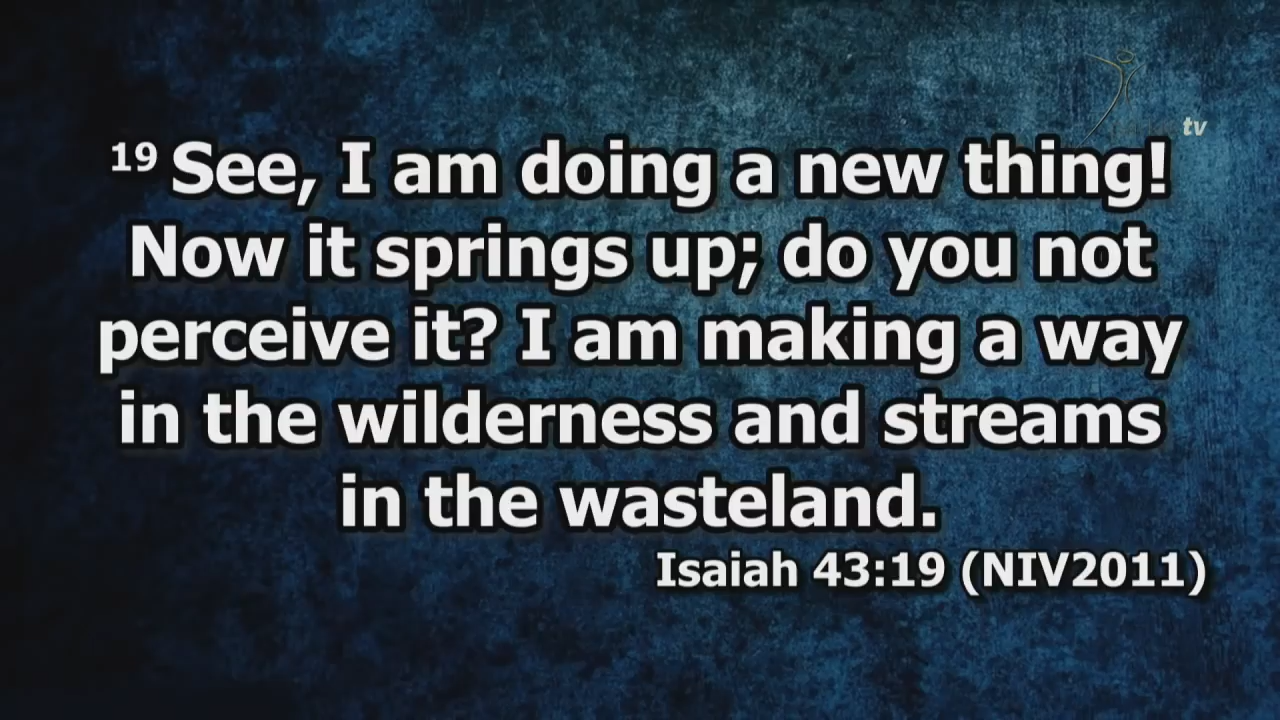 tv
19 See, I am doing a new thing!
Now it springs up; do you not
perceive it? I am making a way
in the wilderness and streams
in the wasteland.
Isaiah 43:19 (NIV2011)